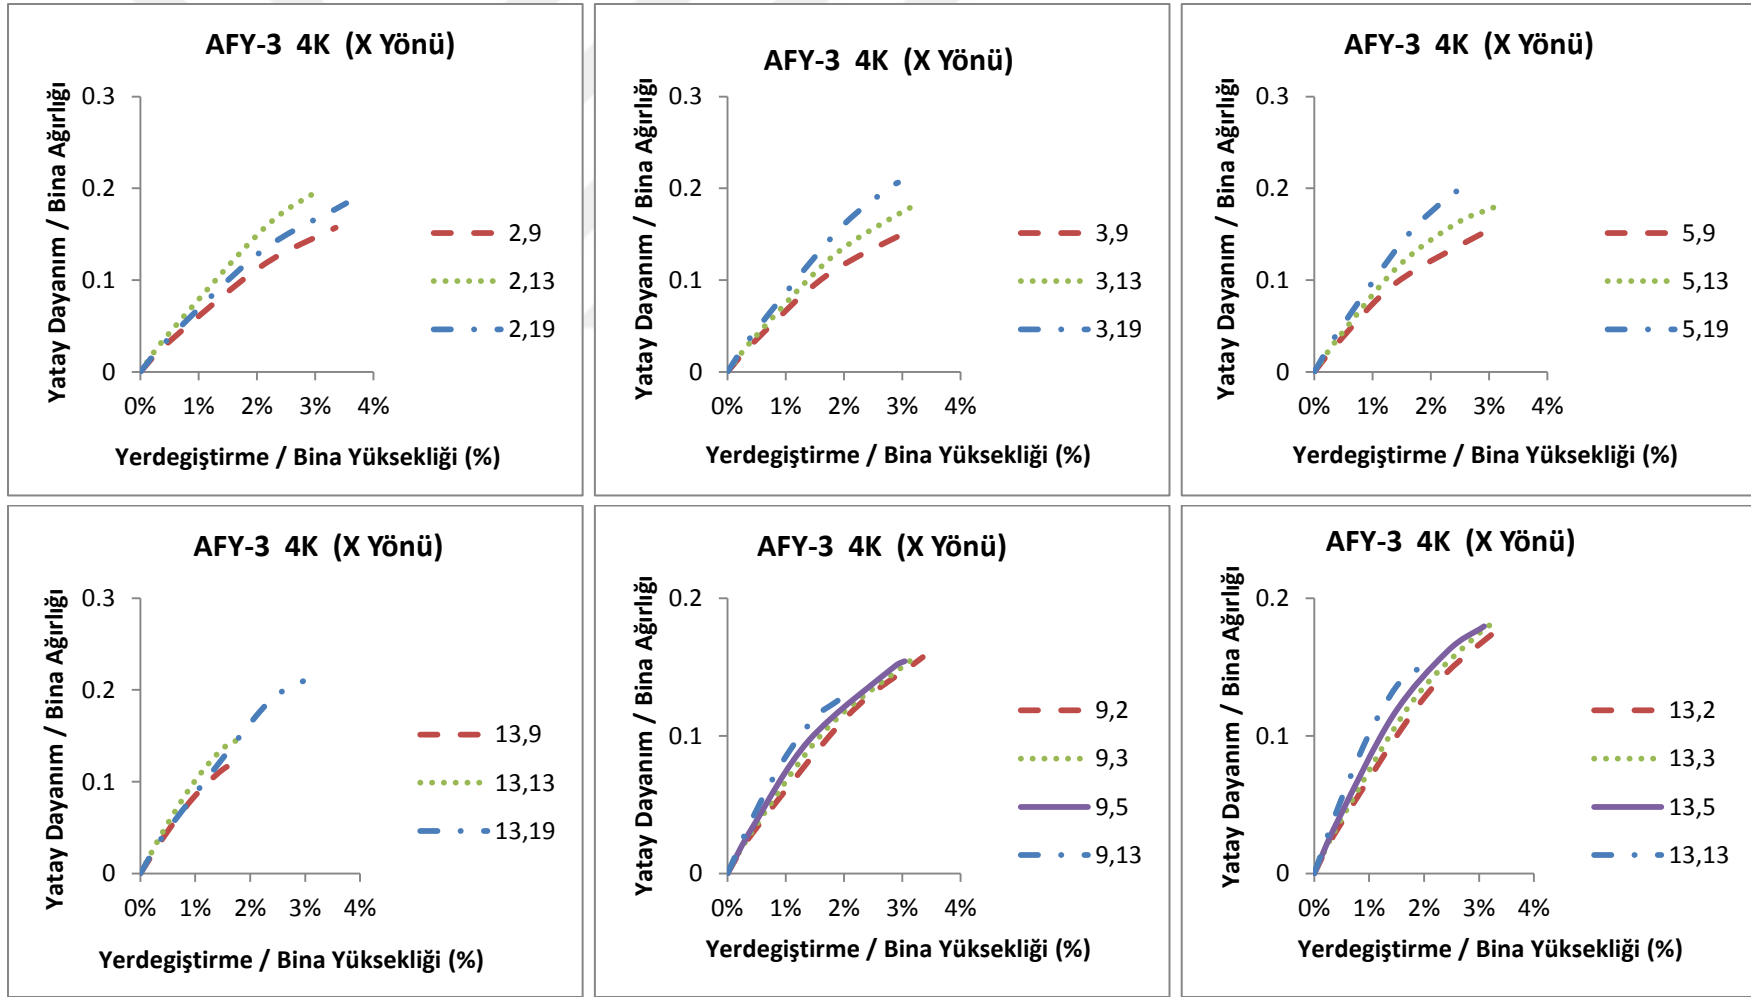 AFY-3 4K (X Yönü)
Yatay Dayanım / Bina Ağırlığı
0.3
0.2
0.1
0
0% 1% 2% 3% 4%
Yerdegiştirme / Bina Yüksekliği (%)
2,9
2,13
2,19
AFY-3 4K (X Yönü)
Yatay Dayanım / Bina Ağırlığı
0.3
0.2
0.1
0
0% 1% 2% 3% 4%
Yerdegiştirme / Bina Yüksekliği (%)
3,9
3,13
3,19
AFY-3 4K (X Yönü)
Yatay Dayanım / Bina Ağırlığı
0.3
0.2
0.1
0
0% 1% 2% 3% 4%
Yerdegiştirme / Bina Yüksekliği (%)
5,9
5,13
5,19
AFY-3 4K (X Yönü)
Yatay Dayanım / Bina Ağırlığı
0.3
0.2
0.1
0
0% 1% 2% 3% 4%
Yerdegiştirme / Bina Yüksekliği (%)
13,9
13,13
13,19
AFY-3 4K (X Yönü)
Yatay Dayanım / Bina Ağırlığı
0.2
0.1
0
0% 1% 2% 3% 4%
Yerdegiştirme / Bina Yüksekliği (%)
9,2
9,3
9,5
9,13
AFY-3 4K (X Yönü)
Yatay Dayanım / Bina Ağırlığı
0.2
0.1
0
0% 1% 2% 3% 4%
Yerdegiştirme / Bina Yüksekliği (%)
13,2
13,3
13,5
13,13